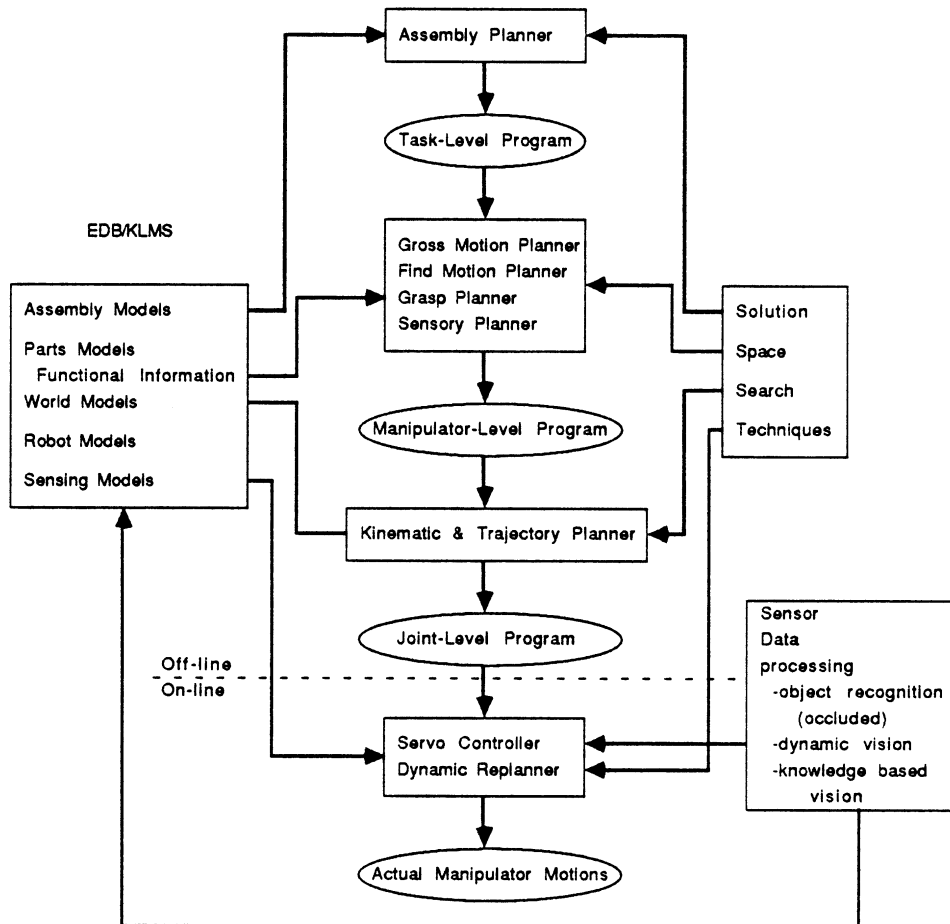 Assembly Planner
Task-Level Program
EDB/KLMS
Gross Motion Planner
Find Motion Planner
Grasp Planner
Sensory Planner
Assembly Models
Parts Models
Functional Information
World Models
Robot Models
Sensing Models
Solution
Space
Search
Techniques
Manipulator-Level Program
Kinematic & Trajectory Planner
Joint-Level Program
Off-line
On-line
Sensor
Data
processing
-object recognition
(occluded)
-dynamic vision
-knowledge based
vision
Servo Controller
Dynamic Replanner
Actual Manipulator Motions